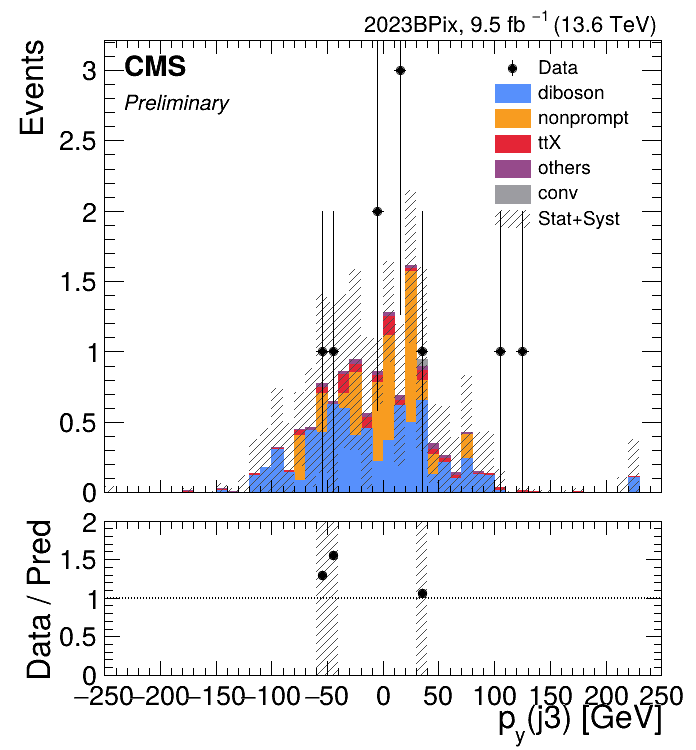 2023BPix, 9.5 fb⁻¹ (13.6 TeV)
CMS
Preliminary
Events
Data
diboson
nonprompt
ttX
others
conv
Stat+Syst
3
2.5
2
1.5
1
0.5
0
Data / Pred
2
1.5
1
0.5
0
−250 −200 −150 −100 −50 0 50 100 150 200 250
p_y(j3) [GeV]